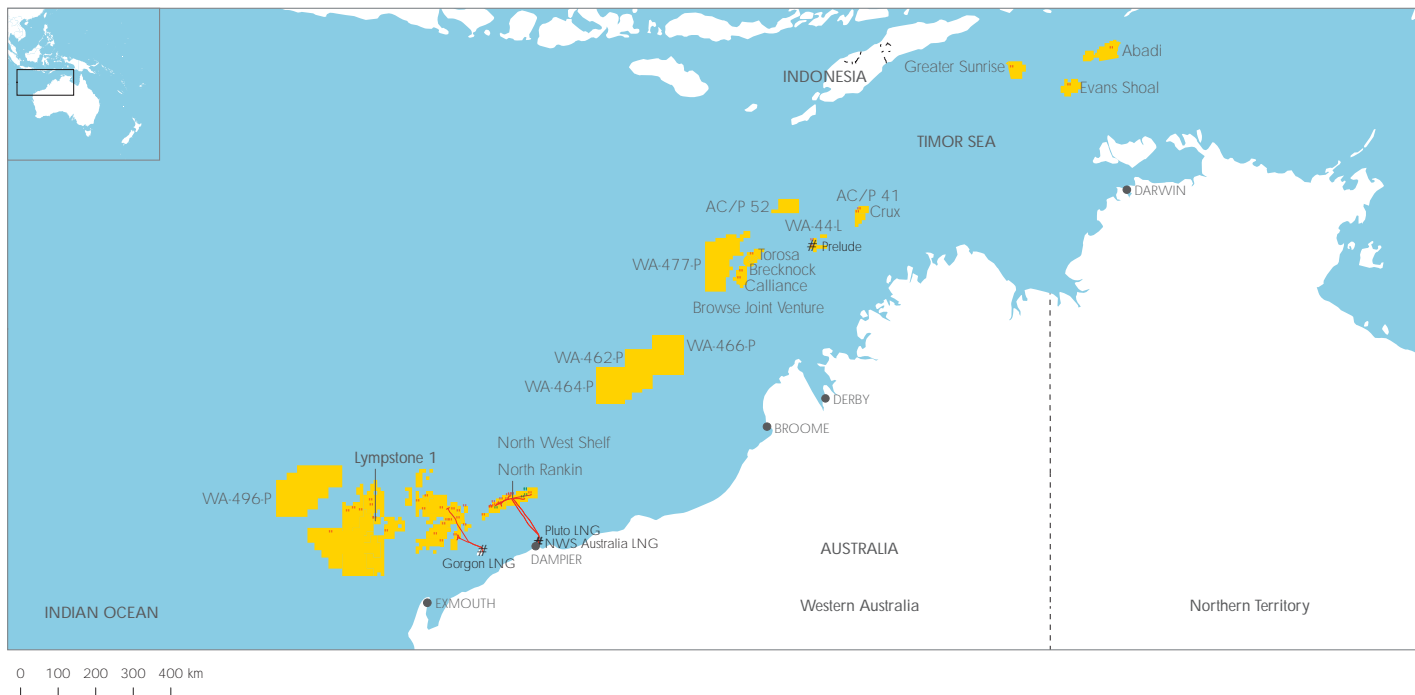 Abadi
Greater Sunrise
INDONESIA
Evans Shoal
TIMOR SEA
DARWIN
AC/P 41
AC/P 52
Crux
WA-44-L
# Prelude
Torosa
WA-477-P
Brecknock
Calliance
Browse Joint Venture
WA-466-P
WA-462-P
WA-464-P
DERBY
BROOME
North West Shelf
Lympstone 1
North Rankin
WA-496-P
Pluto LNG
# NWS Australia LNG
#
Gorgon LNG
DAMPIER
AUSTRALIA
EXMOUTH
INDIAN OCEAN
Western Australia
Northern Territory
0 100 200 300 400 km